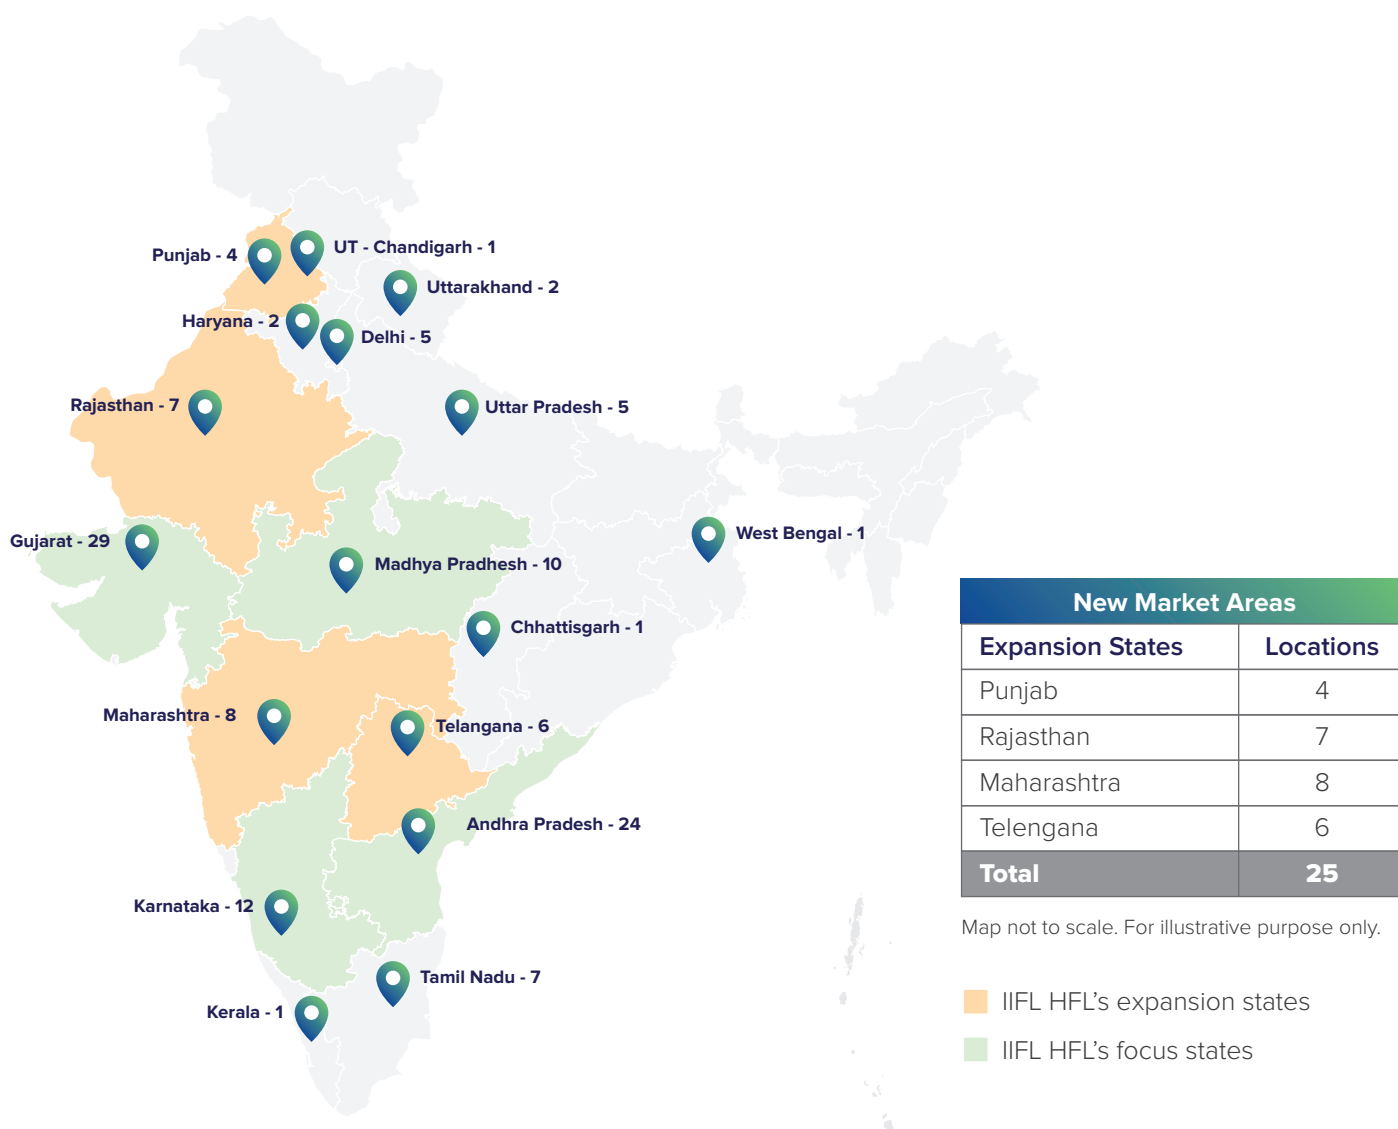 Punjab - 4
UT - Chandigarh - 1
Uttarakhand - 2
Haryana - 2
Delhi - 5
Rajasthan - 7
Uttar Pradesh - 5
Gujarat - 29
West Bengal - 1
Madhya Pradhesh - 10
Chhattisgarh - 1
Maharashtra - 8
Telangana - 6
Andhra Pradesh - 24
Karnataka - 12
Tamil Nadu - 7
Kerala - 1
New Market Areas
Expansion States Locations
Punjab 4
Rajasthan 7
Maharashtra 8
Telengana 6
Total 25
Map not to scale. For illustrative purpose only.
IIFL HFL's expansion states
IIFL HFL's focus states